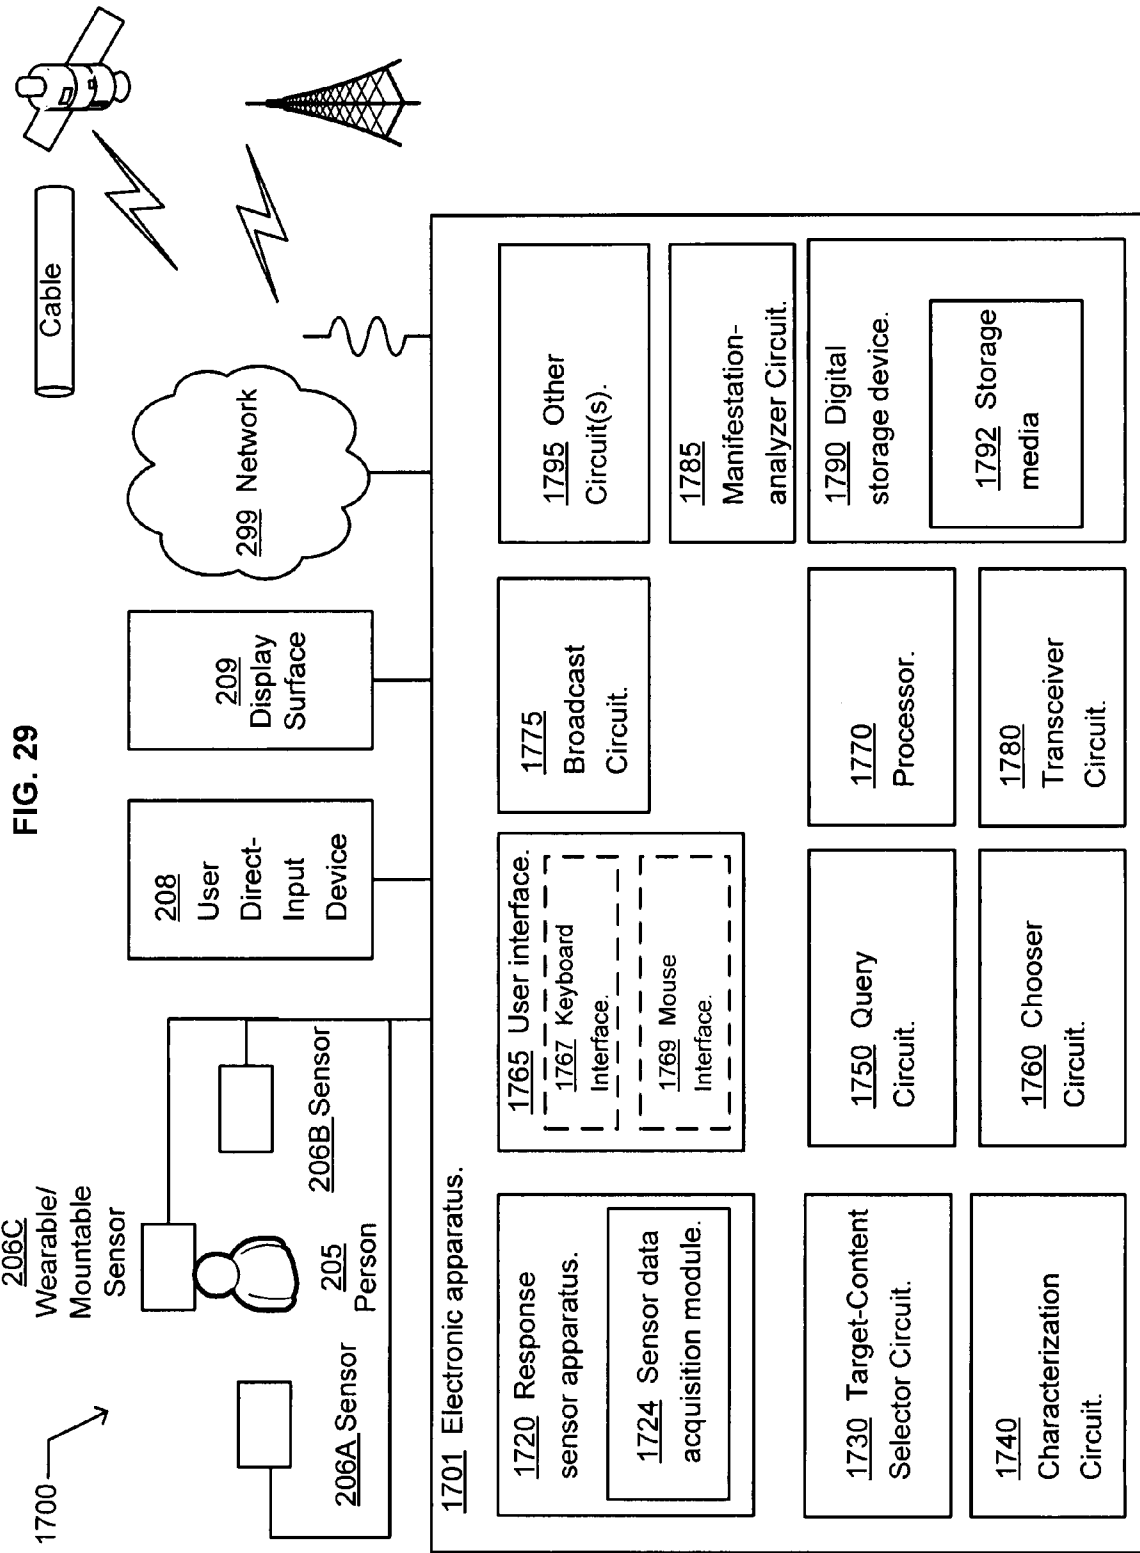 FIG. 29
1700
206C
Wearable/
Mountable
Sensor
206A Sensor
205
Person
206B Sensor
208
User
Direct-
Input
Device
209
Display
Surface
299 Network
Cable
1701 Electronic apparatus.
1720 Response
sensor apparatus.
1724 Sensor data
acquisition module.
1765 User interface.
1767 Keyboard
Interface.
1769 Mouse
Interface.
1775
Broadcast
Circuit.
1795 Other
Circuit(s).
1785
Manifestation-
analyzer Circuit.
1730 Target-Content
Selector Circuit.
1750 Query
Circuit.
1770
Processor.
1790 Digital
storage device.
1792 Storage
media
1740
Characterization
Circuit.
1760 Chooser
Circuit.
1780
Transceiver
Circuit.